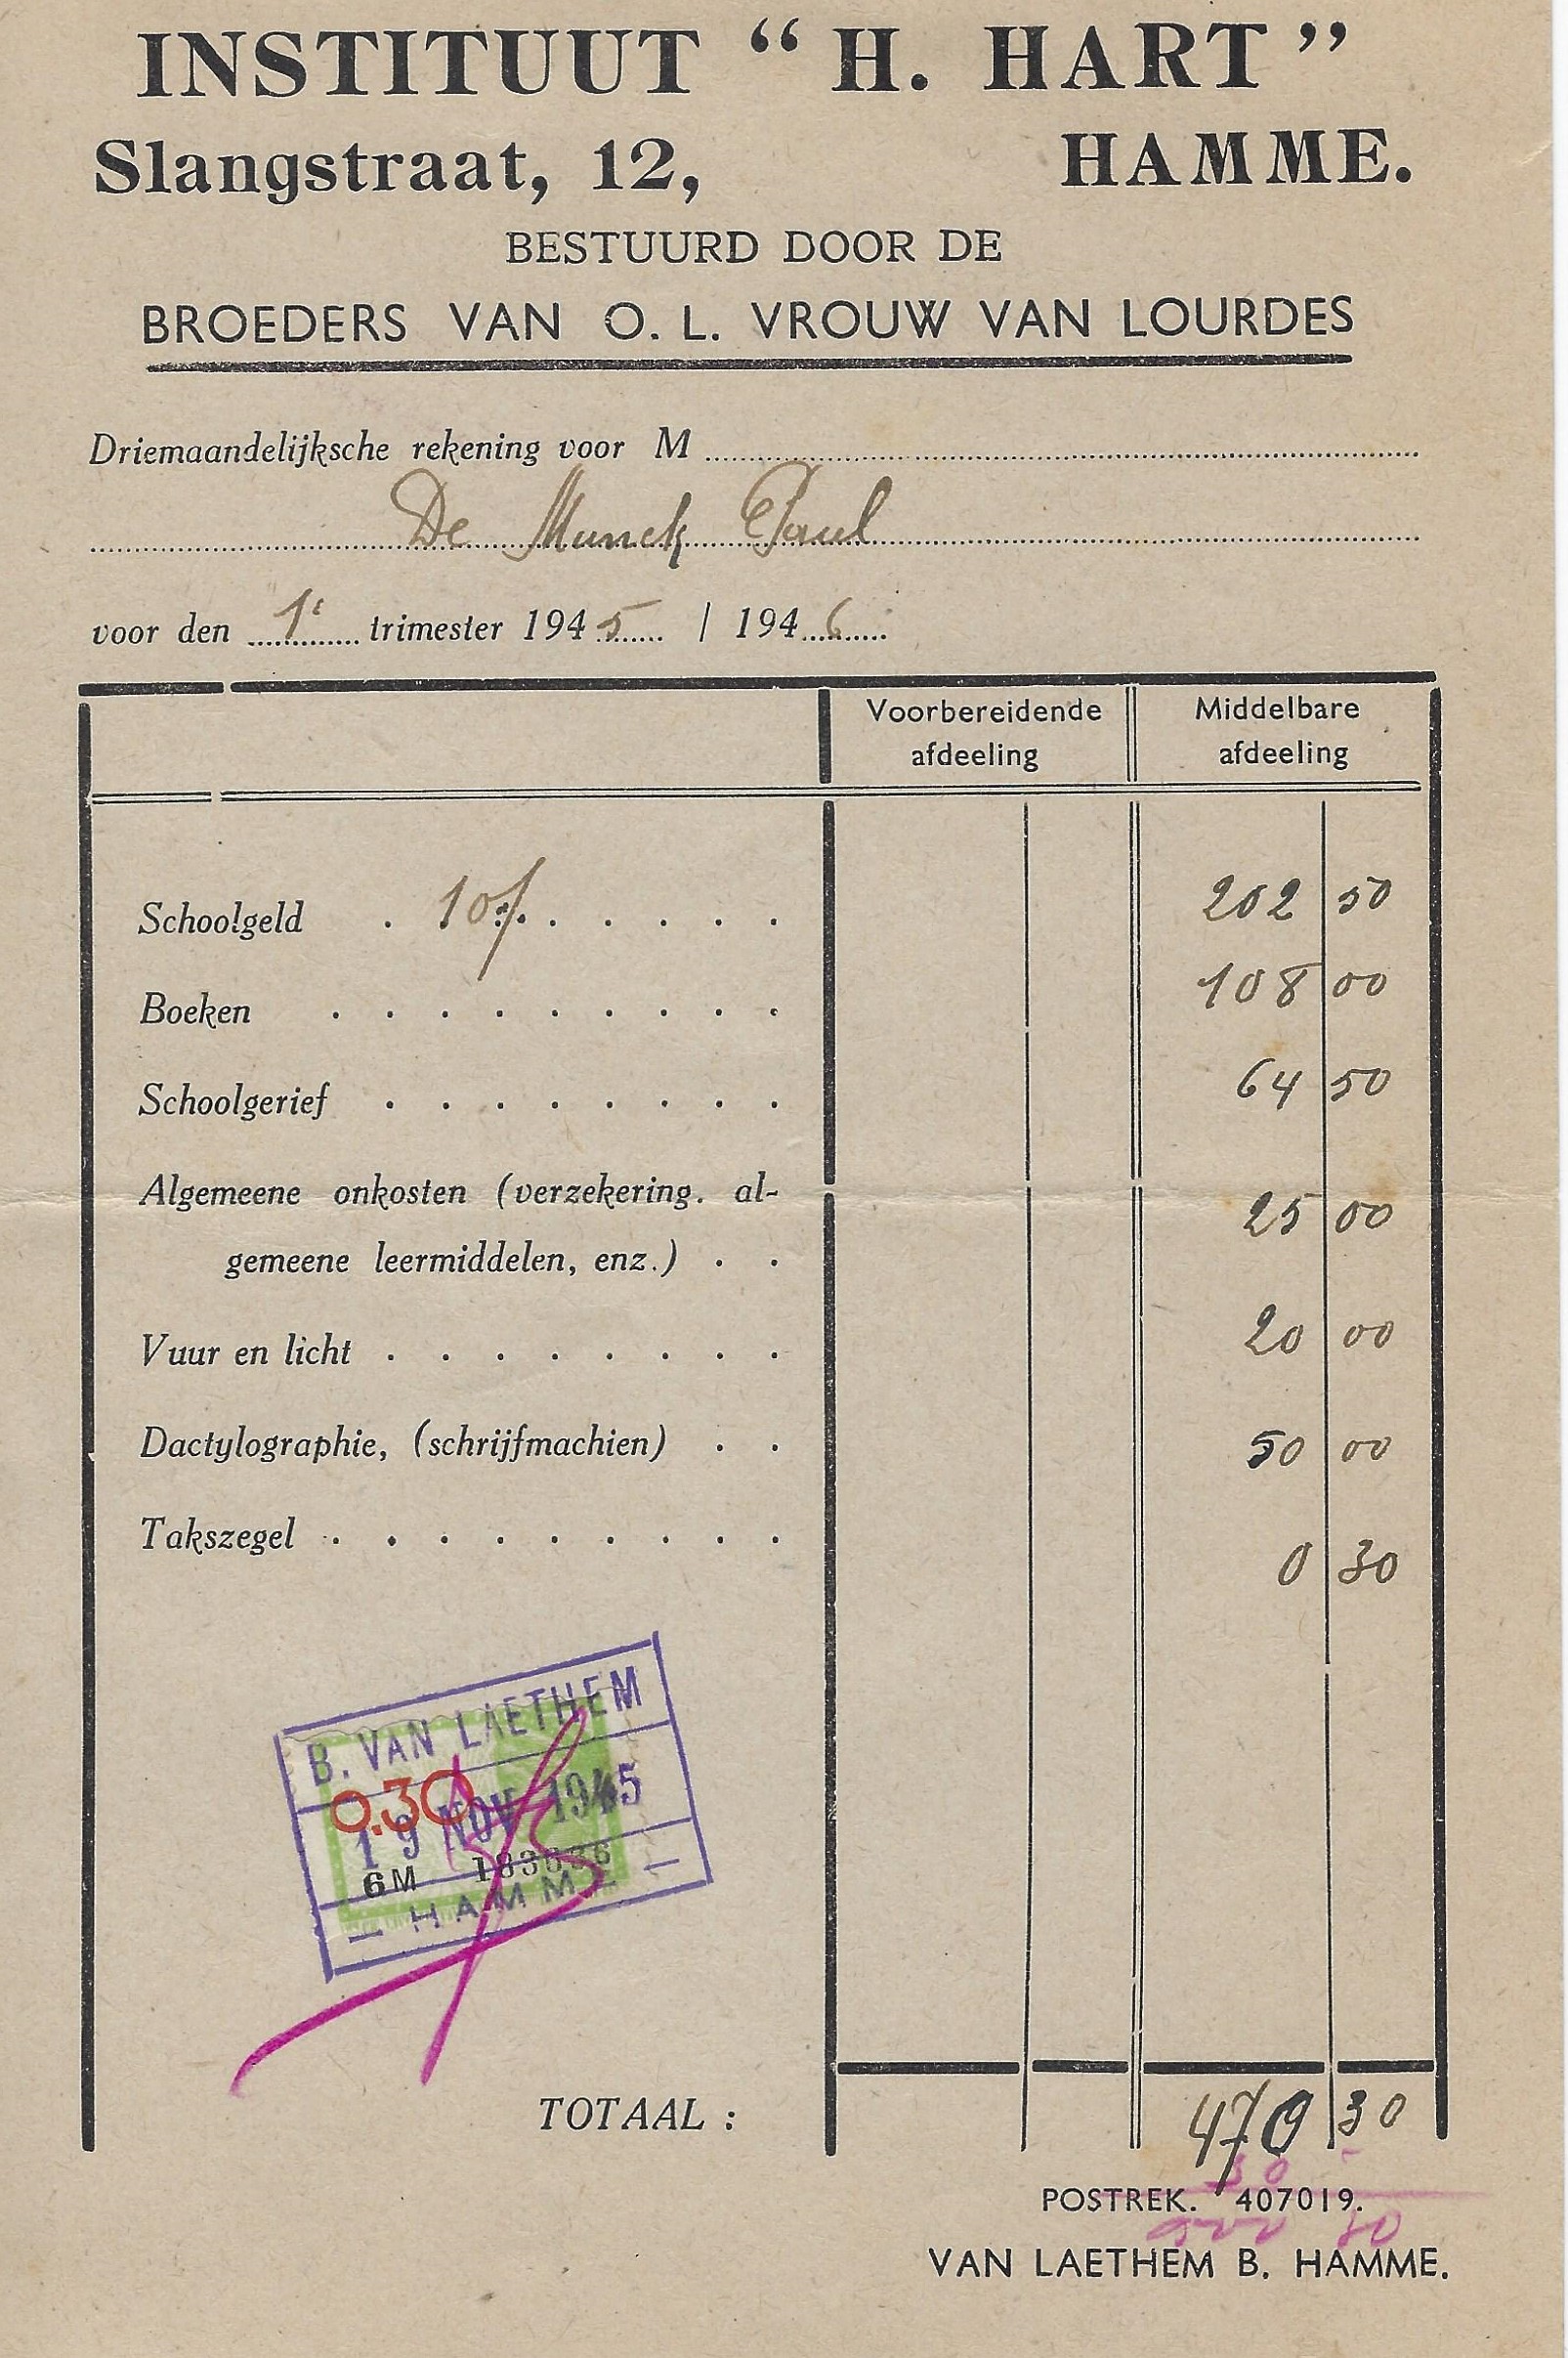 INSTITUUT “ H. HART ”
Slangstraat, 12, HAMME.
BESTUURD DOOR DE
BROEDERS VAN O. L. VROUW VAN LOURDES
Driemaandelijksche rekening voor M
De Munck Paul
voor den 1e trimester 1945 / 1946
Voorbereidende afdeeling Middelbare afdeeling
Schoolgeld . 10% . . . . . 202 50
Boeken . . . . . . . . . 108 00
Schoolgerief . . . . . . . . 64 50
Algemeene onkosten (verzekering. al-
gemeene leermiddelen, enz.) . . 25 00
Vuur en licht . . . . . . . . 20 00
Dactylographie, (schrijfmachien) . . 50 00
Takszegel . . . . . . . . . 0 30
B. VAN LAETHEM
0.30
19 NOV 1945
6M 183636
— HAMME —
TOTAAL : 470 30
POSTREK. 407019.
VAN LAETHEM B. HAMME.